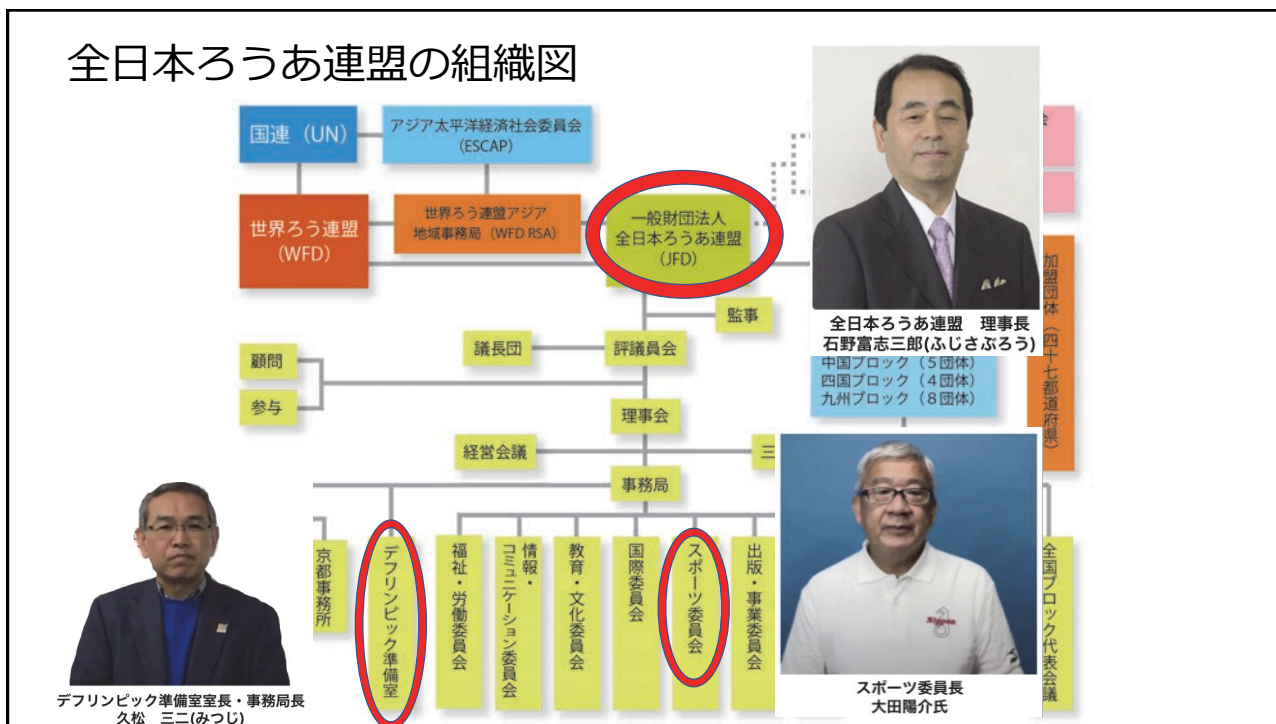 全日本ろうあ連盟の組織図
国連（UN）
アジア太平洋経済社会委員会
(ESCAP)
世界ろう連盟
(WFD)
世界ろう連盟アジア
地域事務局（WFD RSA）
一般財団法人
全日本ろうあ連盟
(JFD)
会
全日本ろうあ連盟　理事長
石野富志三郎(ふじさぶろう)
監事
議長団
評議員会
顧問
参与
中国ブロック（５団体）
四国ブロック（４団体）
九州ブロック（８団体）
加盟団体（四十七都道府県）
理事会
経営会議
三
事務局
京都事務所
デフリンピック準備室
福祉・労働委員会
情報・
コミュニケーション委員会
教育・文化委員会
国際委員会
スポーツ委員会
出版・事業委員会
全国ブロック代表会議
Nippon
デフリンピック準備室室長・事務局長
久松　三二(みつじ)
スポーツ委員長
大田陽介氏